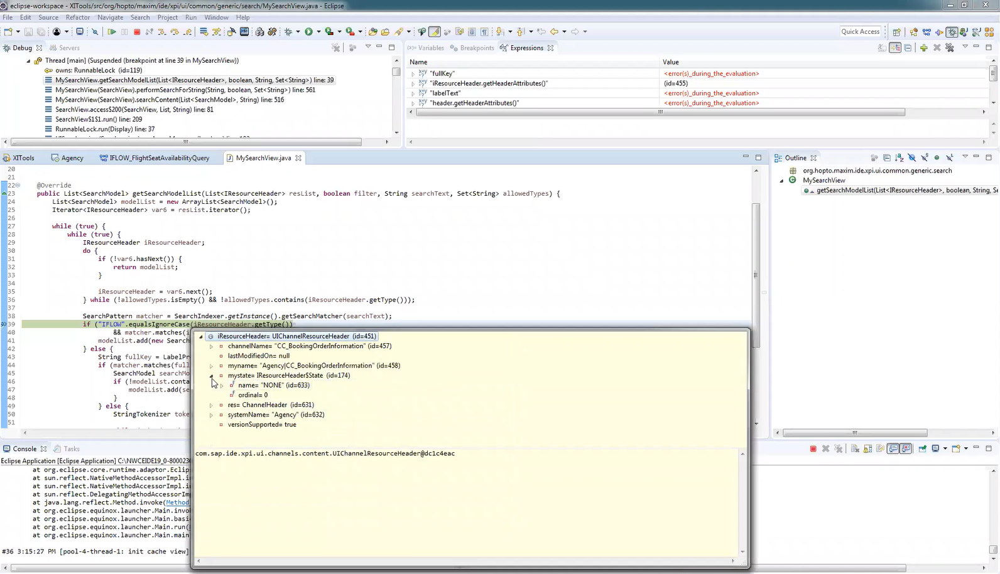 eclipse-workspace - XITools/src/org/hopto/maxim/ide/xpi/ui/common/generic/search/MySearchView.java - Eclipse
File Edit Source Refactor Navigate Search Project Run Window Help
Quick Access
Debug Servers
Thread [main] (Suspended (breakpoint at line 39 in MySearchView))
owns: RunnableLock (id=119)
MySearchView.getSearchModelList(List<IResourceHeader>, boolean, String, Set<String>) line: 39
MySearchView(SearchView).performSearchForString(String, boolean, Set<String>) line: 561
MySearchView(SearchView).searchContent(List<SearchModel>, String) line: 516
SearchView.access$200(SearchView, List, String) line: 81
SearchView$1$1.run() line: 209
RunnableLock.run(Display) line: 37
(x)= Variables Breakpoints Expressions
Name Value
"fullKey" <error(s)_during_the_evaluation>
"iResourceHeader.getHeaderAttributes()" (id=455)
"labelText" <error(s)_during_the_evaluation>
"header.getHeaderAttributes()" <error(s)_during_the_evaluation>
XITools Agency IFLOW_FlightSeatAvailabilityQuery MySearchView.java
20
21
22 @Override
23 public List<SearchModel> getSearchModelList(List<IResourceHeader> resList, boolean filter, String searchText, Set<String> allowedTypes) {
24 List<SearchModel> modelList = new ArrayList<SearchModel>();
25 Iterator<IResourceHeader> var6 = resList.iterator();
26
27 while (true) {
28 while (true) {
29 IResourceHeader iResourceHeader;
30 do {
31 if (!var6.hasNext()) {
32 return modelList;
33 }
34
35 iResourceHeader = var6.next();
36 } while (!allowedTypes.isEmpty() && !allowedTypes.contains(iResourceHeader.getType()));
37
38 SearchPattern matcher = SearchIndexer.getInstance().getSearchMatcher(searchText);
39 if ("IFLOW".equalsIgnoreCase(iResourceHeader.getType())
40 && matcher.matches(i
41 modelList.add(new Searc
42 } else {
43 String fullKey = LabelPro
44 if (matcher.matches(ful
45 SearchModel searchMode
46 if (!modelList.conta
47 modelList.add(se
48 }
49 } else {
50 StringTokenizer toke
51
iResourceHeader= UIChannelResourceHeader (id=451)
channelName= "CC_BookingOrderInformation" (id=457)
lastModifiedOn= null
myname= "Agency|CC_BookingOrderInformation" (id=458)
mystate= IResourceHeader$State (id=174)
name= "NONE" (id=633)
ordinal= 0
res= ChannelHeader (id=631)
systemName= "Agency" (id=632)
versionSupported= true
com.sap.ide.xpi.ui.channels.content.UIChannelResourceHeader@dc1c4eac
Outline
org.hopto.maxim.ide.xpi.ui.common.generic.search
MySearchView
getSearchModelList(List<IResourceHeader>, boolean, String, Se
Console Tasks
Eclipse Application [Eclipse Application] C:\NWCEIDE19_0-800023
at org.eclipse.core.runtime.adaptor.Ecli
at sun.reflect.NativeMethodAccessorImpl.i
at sun.reflect.NativeMethodAccessorImpl.i
at sun.reflect.DelegatingMethodAccessorI
at java.lang.reflect.Method.invoke(Method
at org.eclipse.equinox.launcher.Main.invo
at org.eclipse.equinox.launcher.Main.basi
at org.eclipse.equinox.launcher.Main.run(
at org.eclipse.equinox.launcher.Main.main
#36 3:15:27 PM [pool-4-thread-1: init cache view]